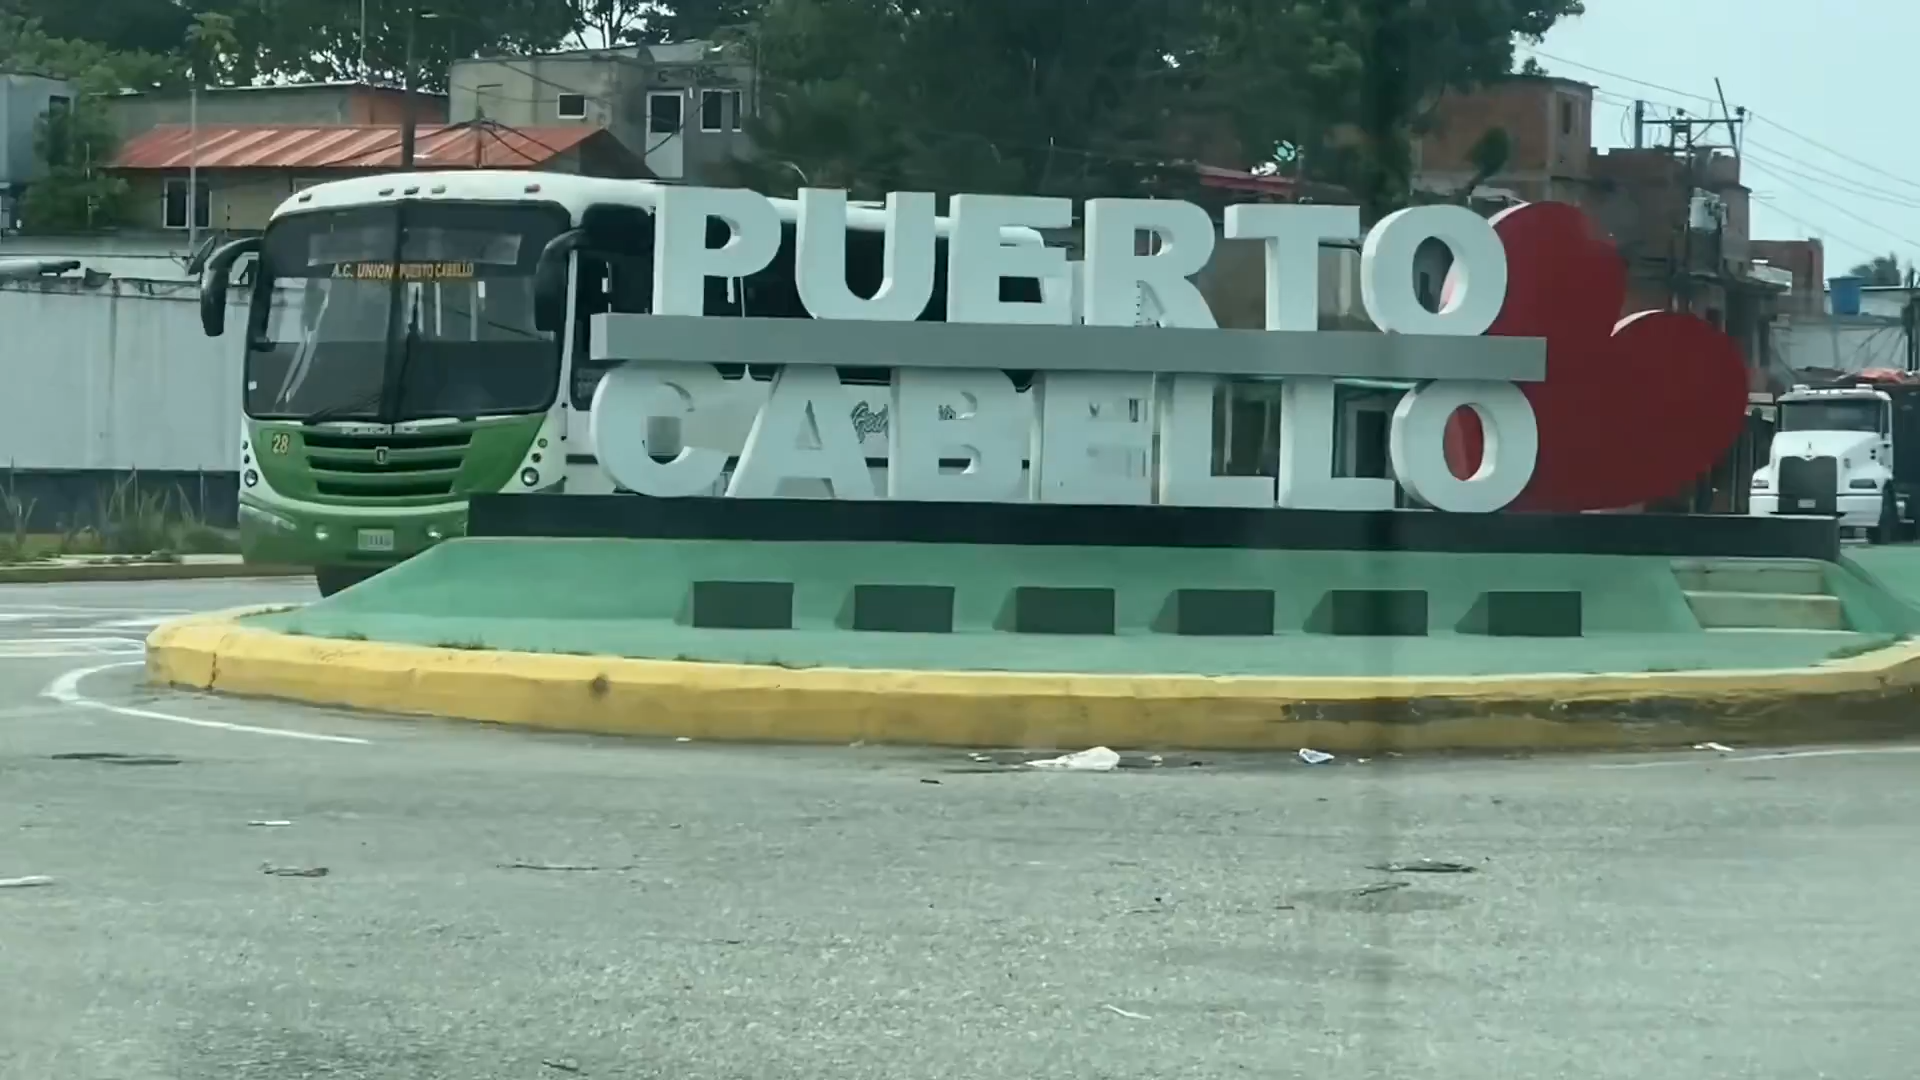 A.C. UNION PUERTO CABELLO
PUERTO
CABELLO
28